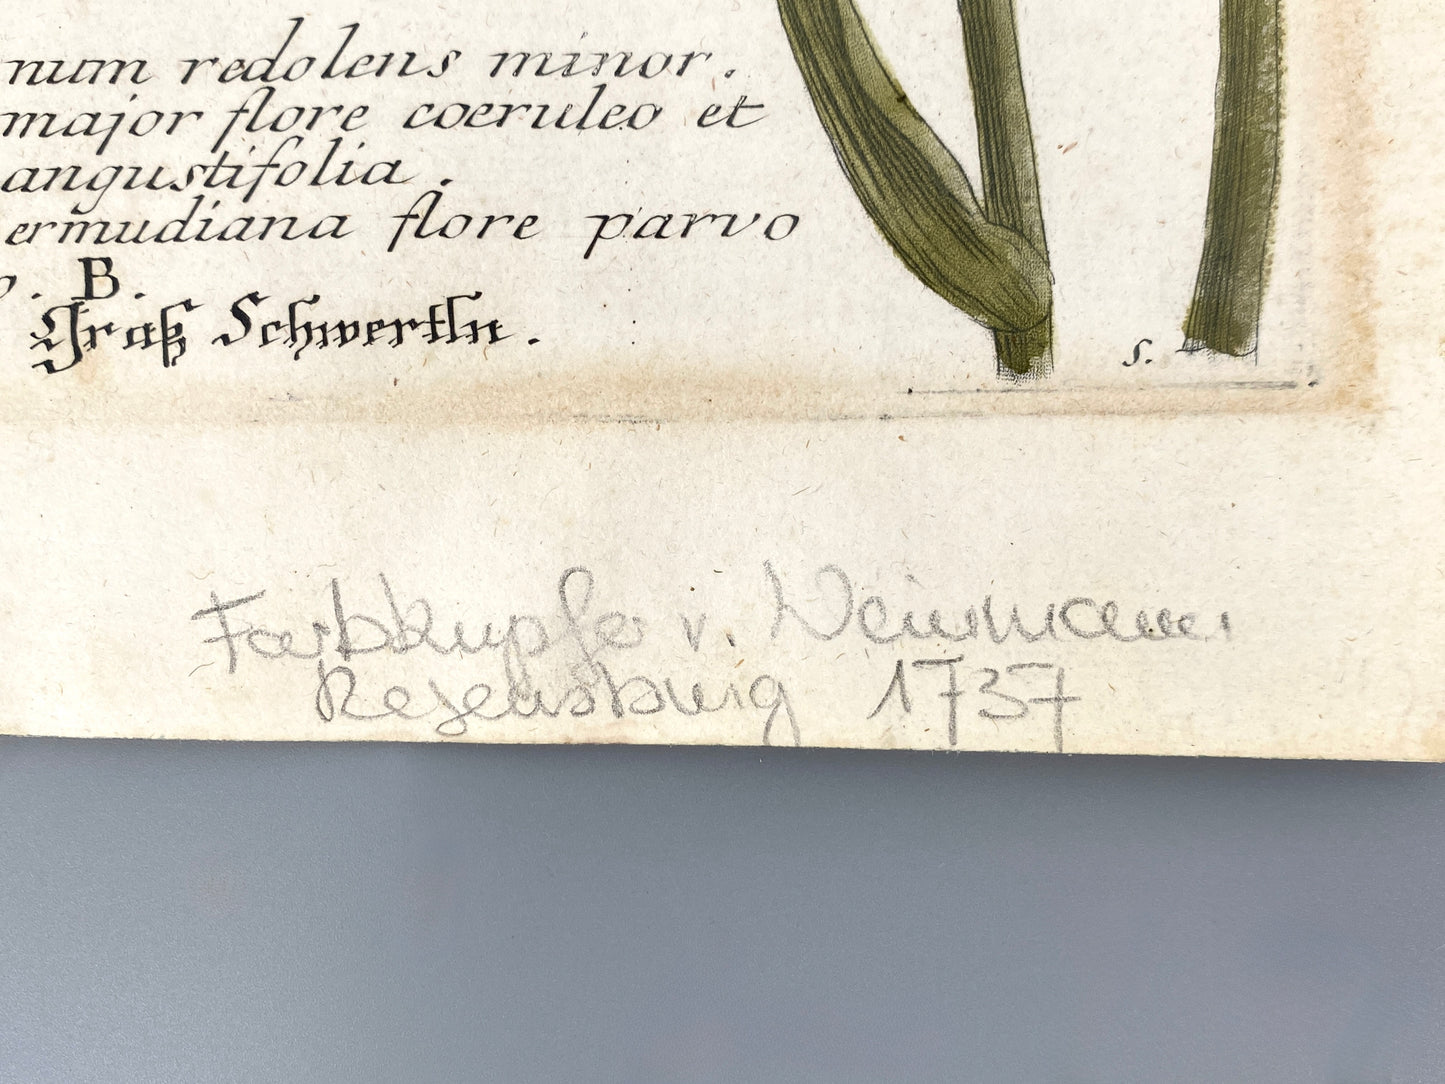 num redolens minor.
major flore coeruleo et
angustifolia.
ermudiana flore parvo
. B.
Graß Schwertln.
S.
Farbkupfer v. Weinmann
Regensburg 1737